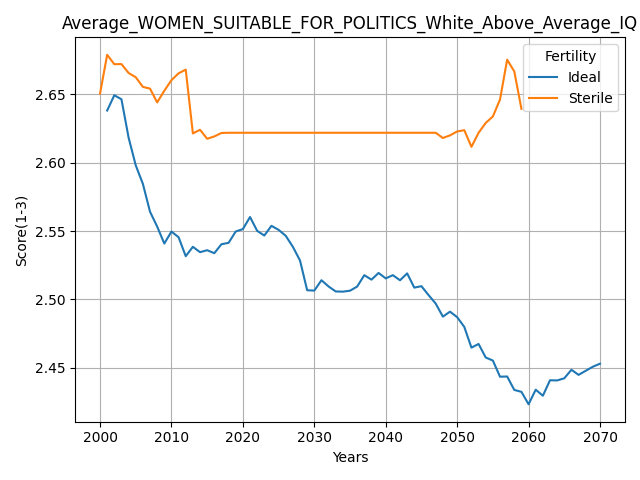 Average_WOMEN_SUITABLE_FOR_POLITICS_White_Above_Average_IQ
Fertility
Ideal
Sterile
Score(1-3)
2.65
2.60
2.55
2.50
2.45
2000 2010 2020 2030 2040 2050 2060 2070
Years